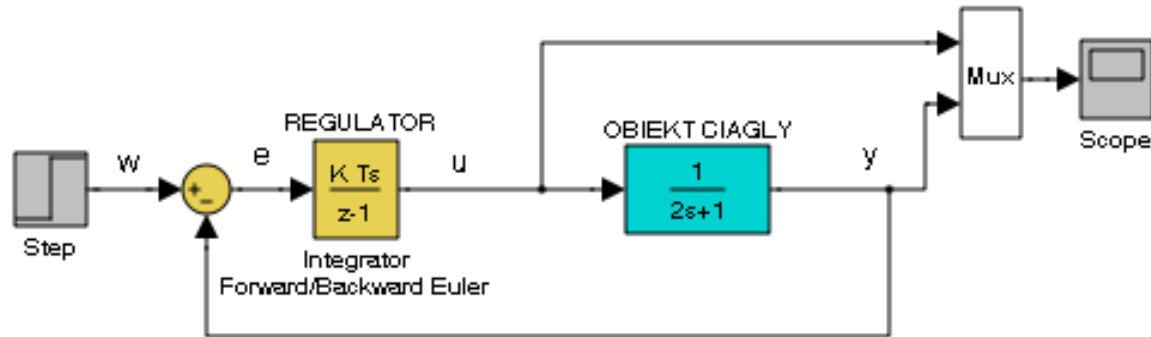 Mux
Scope
REGULATOR
OBIEKT CIAGLY
w
+
−
e
K Ts
z-1
u
1
2s+1
y
Step
Integrator
Forward/Backward Euler